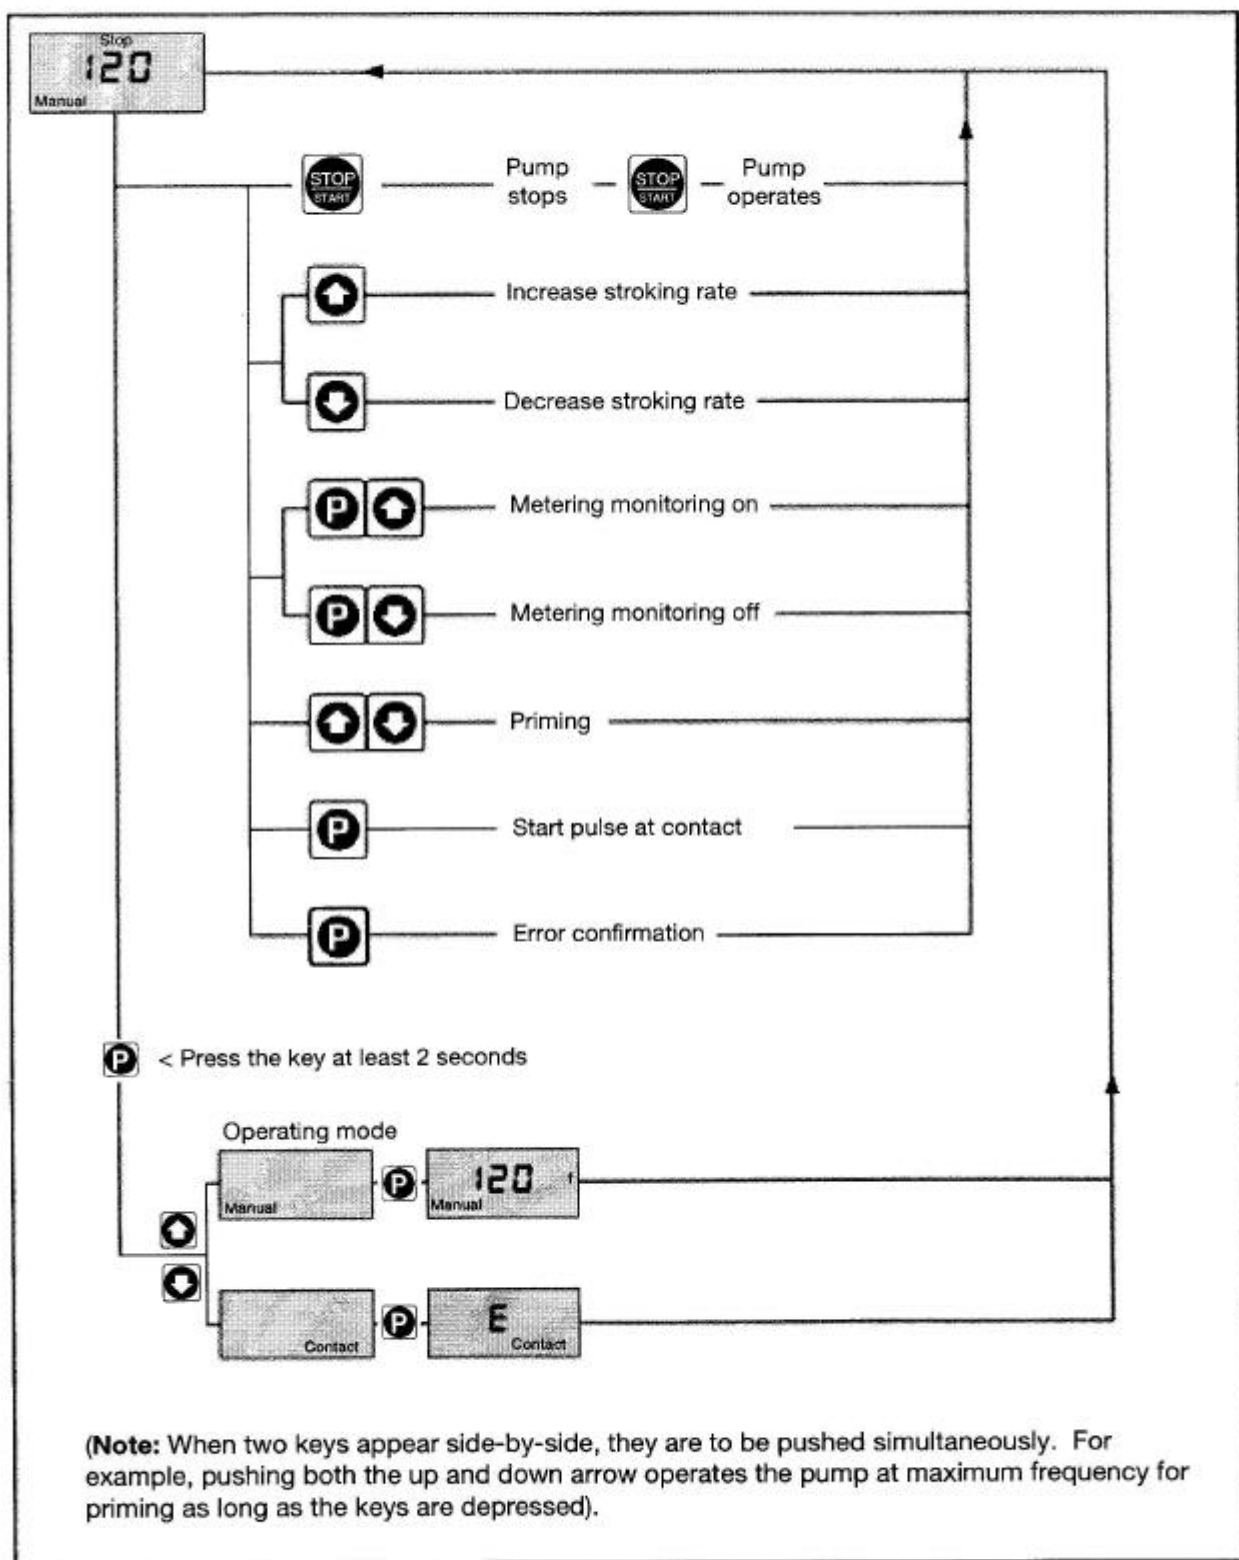 Stop
120
Manual
STOP
START
Pump
stops
STOP
START
Pump
operates
Increase stroking rate
Decrease stroking rate
P
Metering monitoring on
P
Metering monitoring off
Priming
P
Start pulse at contact
P
Error confirmation
P
< Press the key at least 2 seconds
Operating mode
Manual
P
120 f
Manual
Contact
P
E
Contact
(Note: When two keys appear side-by-side, they are to be pushed simultaneously. For
example, pushing both the up and down arrow operates the pump at maximum frequency for
priming as long as the keys are depressed).